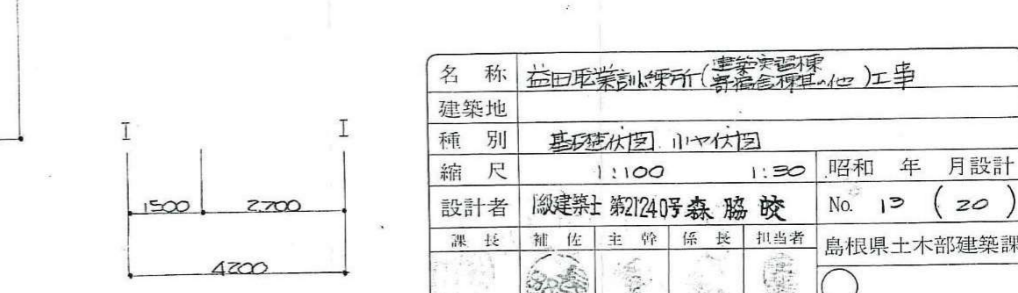 I I
1500 2700
4200
名称 益田職業訓練所(建築実習棟
寄宿舎棟其の他)工事
建築地
種別 基礎伏図 小ヤ伏図
縮尺 1:100 1:30 昭和 年 月設計
設計者 1級建築士 第21240号 森脇皎 No. 13 (20)
課長 補佐 主幹 係長 担当者 島根県土木部建築課